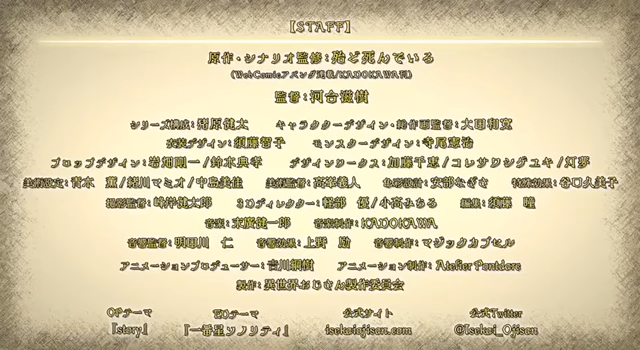 【STAFF】
原作・シナリオ監修：殆ど死んでいる
（WebComicアパンダ連載/KADOKAWA刊）
監督：河合滋樹
シリーズ構成：猪原健太　キャラクターデザイン・総作画監督：大田和寛
衣装デザイン：須藤智子　モンスターデザイン：寺尾憲治
プロップデザイン：岩畑剛一/鈴木典孝　デザインワークス：加藤千恵/コレサワシゲユキ/灯夢
美術設定：青木 薫/経川マミオ/中島美佳　美術監督：高峯義人　色彩設計：安部なぎさ　特殊効果：谷口久美子
撮影監督：峰岸健太郎　3Dディレクター：軽部 優/小高みちる　編集：須藤 瞳
音楽：末廣健一郎　音楽制作：KADOKAWA
音響監督：明田川 仁　音響効果：上野 励　音響制作：マジックカプセル
アニメーションプロデューサー：吉川綱樹　アニメーション制作：Atelier Pontdarc
製作：異世界おじさん製作委員会
OPテーマ　EDテーマ　公式サイト　公式Twitter
『story』　『一番星ソノリティ』　isekaiojisan.com　@Isekai_Ojisan